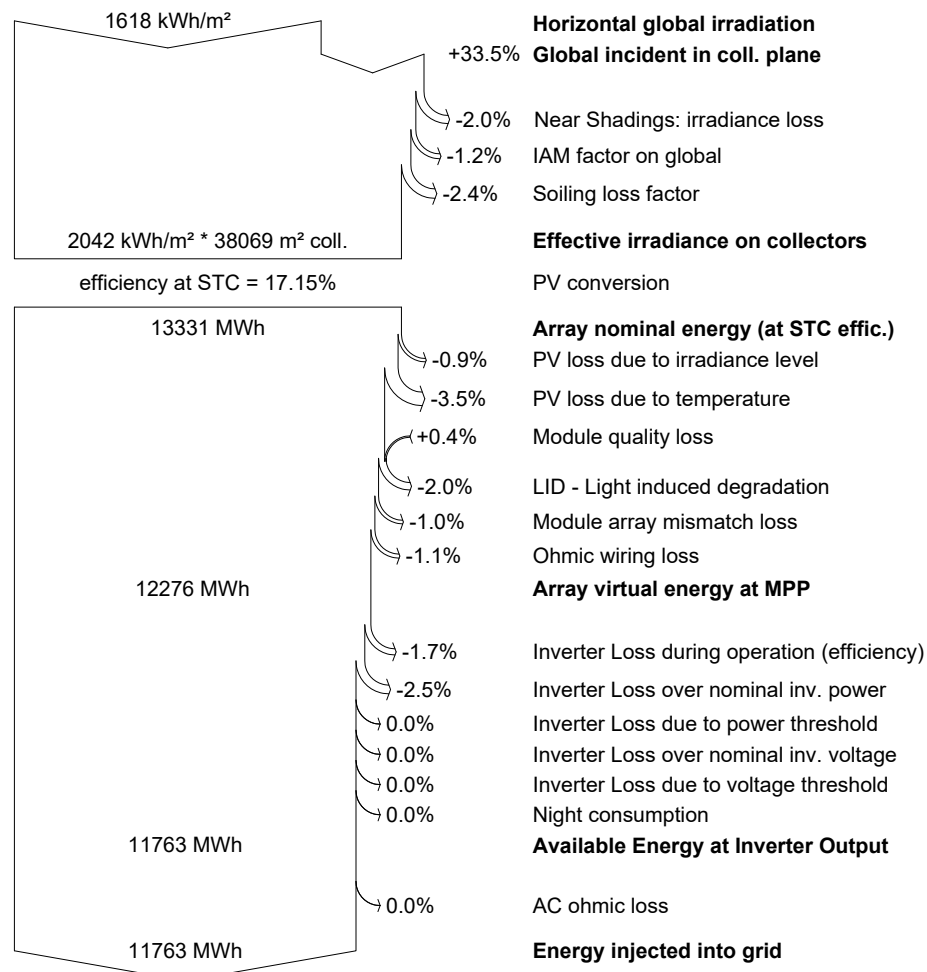 1618 kWh/m² Horizontal global irradiation
+33.5% Global incident in coll. plane
-2.0% Near Shadings: irradiance loss
-1.2% IAM factor on global
-2.4% Soiling loss factor
2042 kWh/m² * 38069 m² coll. Effective irradiance on collectors
efficiency at STC = 17.15% PV conversion
13331 MWh Array nominal energy (at STC effic.)
-0.9% PV loss due to irradiance level
-3.5% PV loss due to temperature
+0.4% Module quality loss
-2.0% LID - Light induced degradation
-1.0% Module array mismatch loss
-1.1% Ohmic wiring loss
12276 MWh Array virtual energy at MPP
-1.7% Inverter Loss during operation (efficiency)
-2.5% Inverter Loss over nominal inv. power
0.0% Inverter Loss due to power threshold
0.0% Inverter Loss over nominal inv. voltage
0.0% Inverter Loss due to voltage threshold
0.0% Night consumption
11763 MWh Available Energy at Inverter Output
0.0% AC ohmic loss
11763 MWh Energy injected into grid